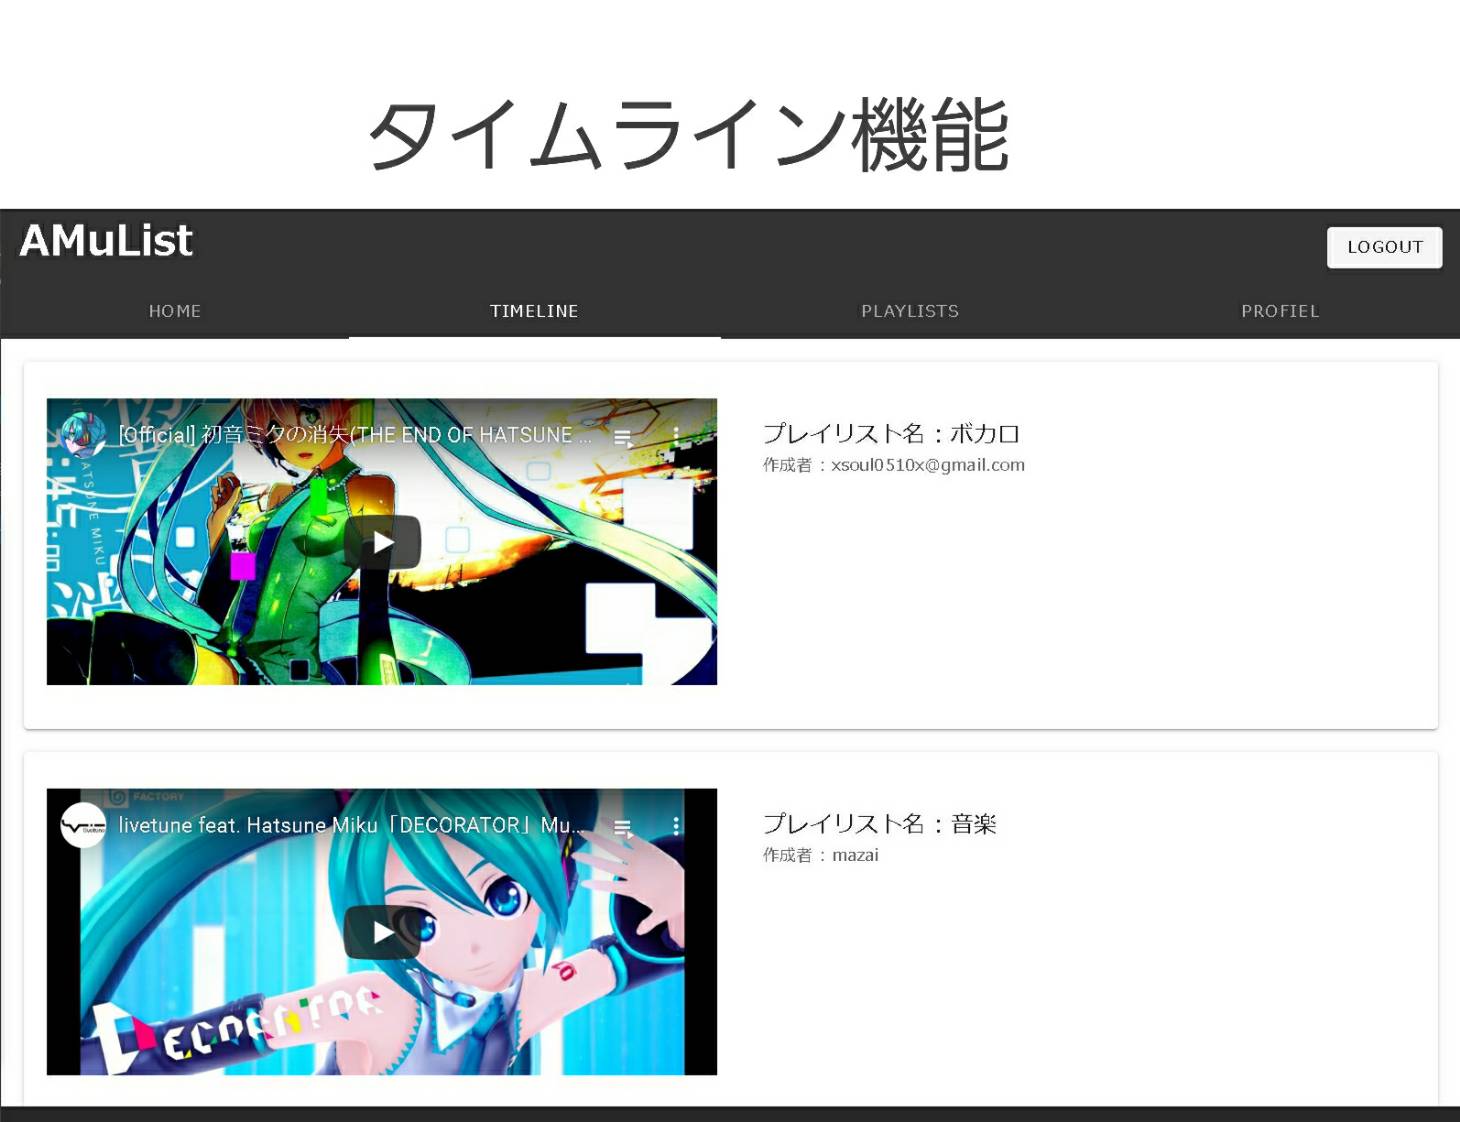 タイムライン機能
AMuList
LOGOUT
HOME
TIMELINE
PLAYLISTS
PROFIEL
[Official] 初音ミクの消失(THE END OF HATSUNE ...
ATSUNE MIKU
プレイリスト名：ボカロ
作成者：xsoul0510x@gmail.com
FACTORY
livetune feat. Hatsune Miku「DECORATOR」Mu...
プレイリスト名：音楽
作成者：mazai
DECORATOR